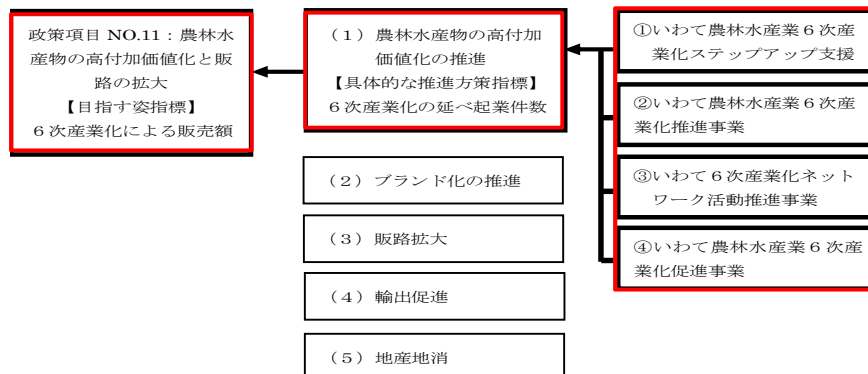 政策項目 NO.11：農林水
産物の高付加価値化と販
路の拡大
【目指す姿指標】
６次産業化による販売額
（１）農林水産物の高付加
価値化の推進
【具体的な推進方策指標】
６次産業化の延べ起業件数
（２）ブランド化の推進
（３）販路拡大
（４）輸出促進
（５）地産地消
①いわて農林水産業６次産
業化ステップアップ支援
②いわて農林水産業６次産
業化推進事業
③いわて６次産業化ネット
ワーク活動推進事業
④いわて農林水産業６次産
業化促進事業